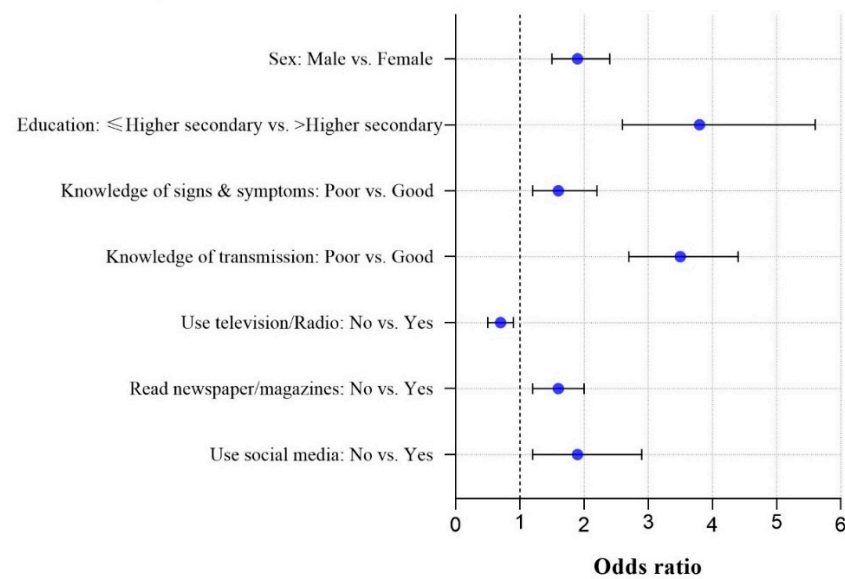 Sex: Male vs. Female
Education: ≤Higher secondary vs. >Higher secondary
Knowledge of signs & symptoms: Poor vs. Good
Knowledge of transmission: Poor vs. Good
Use television/Radio: No vs. Yes
Read newspaper/magazines: No vs. Yes
Use social media: No vs. Yes
0 1 2 3 4 5 6
Odds ratio